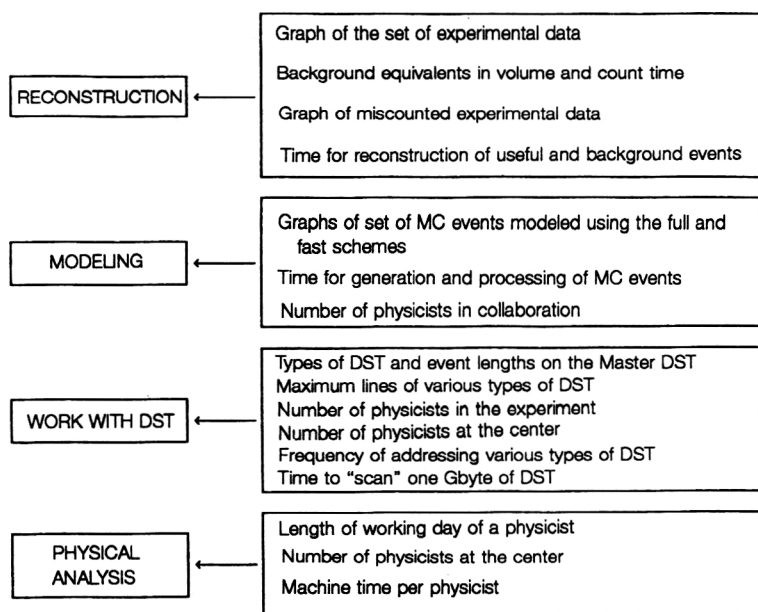 RECONSTRUCTION
Graph of the set of experimental data
Background equivalents in volume and count time
Graph of miscounted experimental data
Time for reconstruction of useful and background events
MODELING
Graphs of set of MC events modeled using the full and
fast schemes
Time for generation and processing of MC events
Number of physicists in collaboration
WORK WITH DST
Types of DST and event lengths on the Master DST
Maximum lines of various types of DST
Number of physicists in the experiment
Number of physicists at the center
Frequency of addressing various types of DST
Time to "scan" one Gbyte of DST
PHYSICAL
ANALYSIS
Length of working day of a physicist
Number of physicists at the center
Machine time per physicist